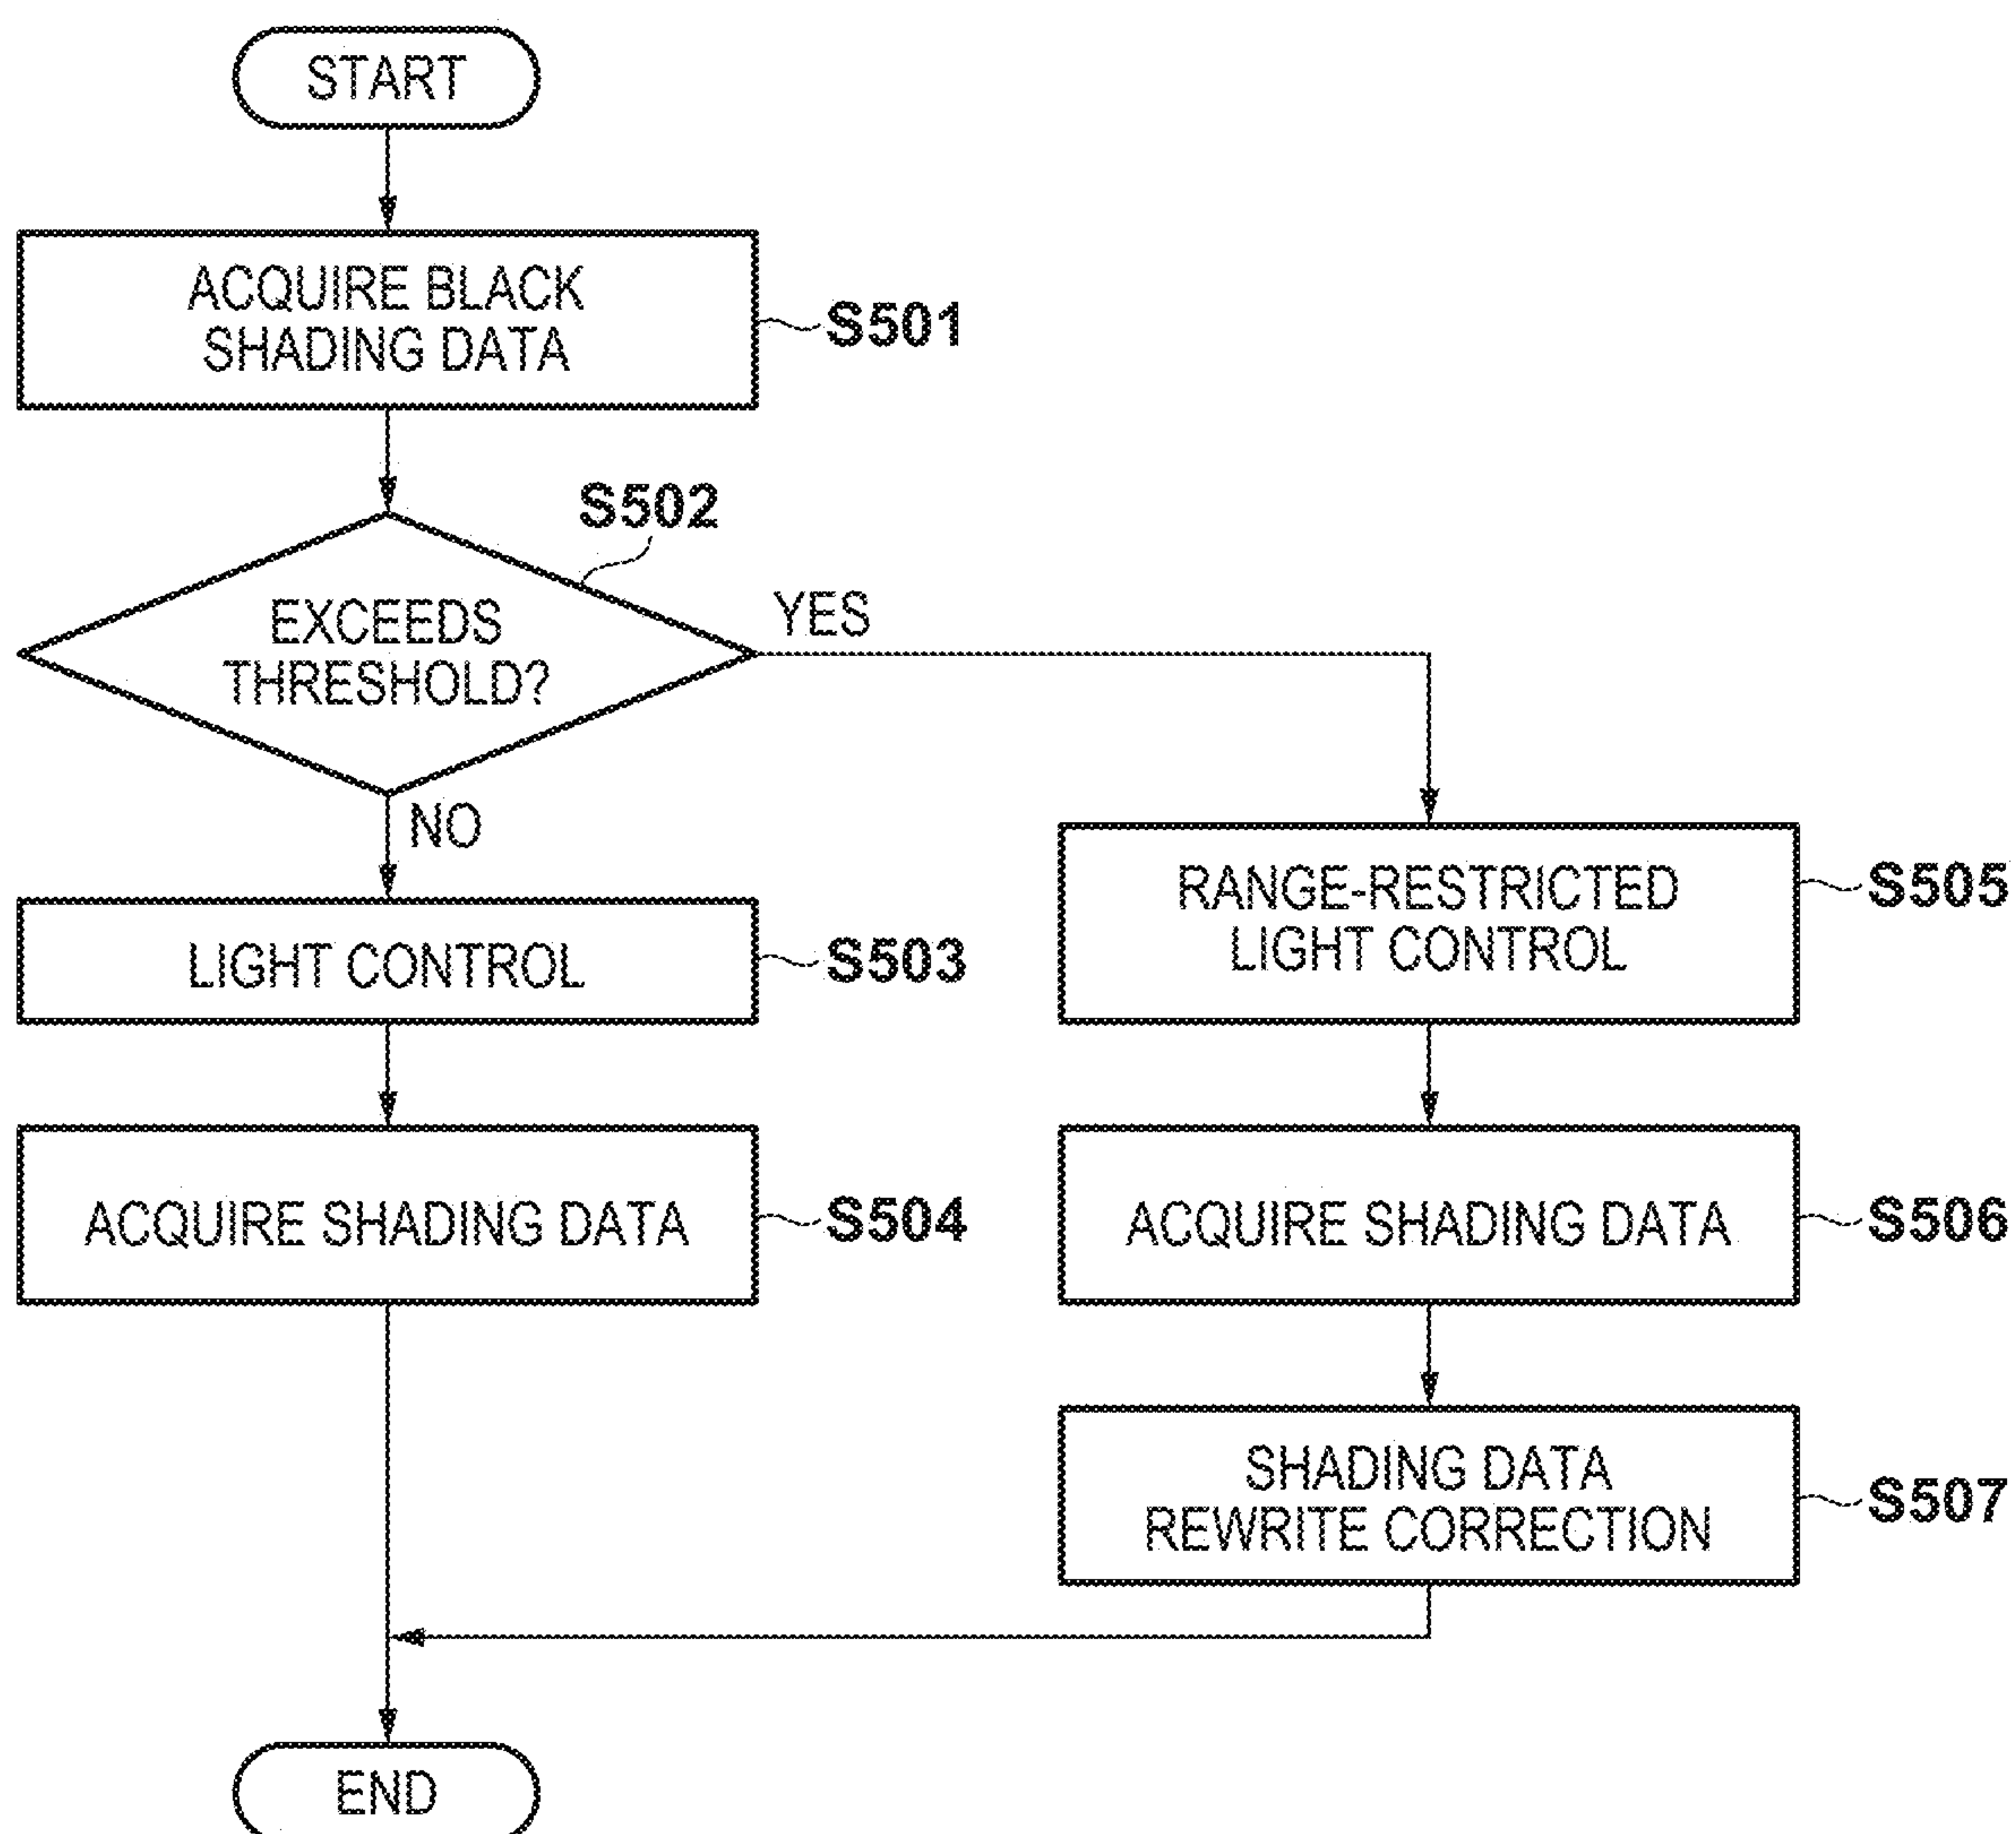 START
ACQUIRE BLACK
SHADING DATA
S501
S502
EXCEEDS
THRESHOLD?
YES
NO
LIGHT CONTROL
S503
RANGE-RESTRICTED
LIGHT CONTROL
S505
ACQUIRE SHADING DATA
S504
ACQUIRE SHADING DATA
S506
SHADING DATA
REWRITE CORRECTION
S507
END